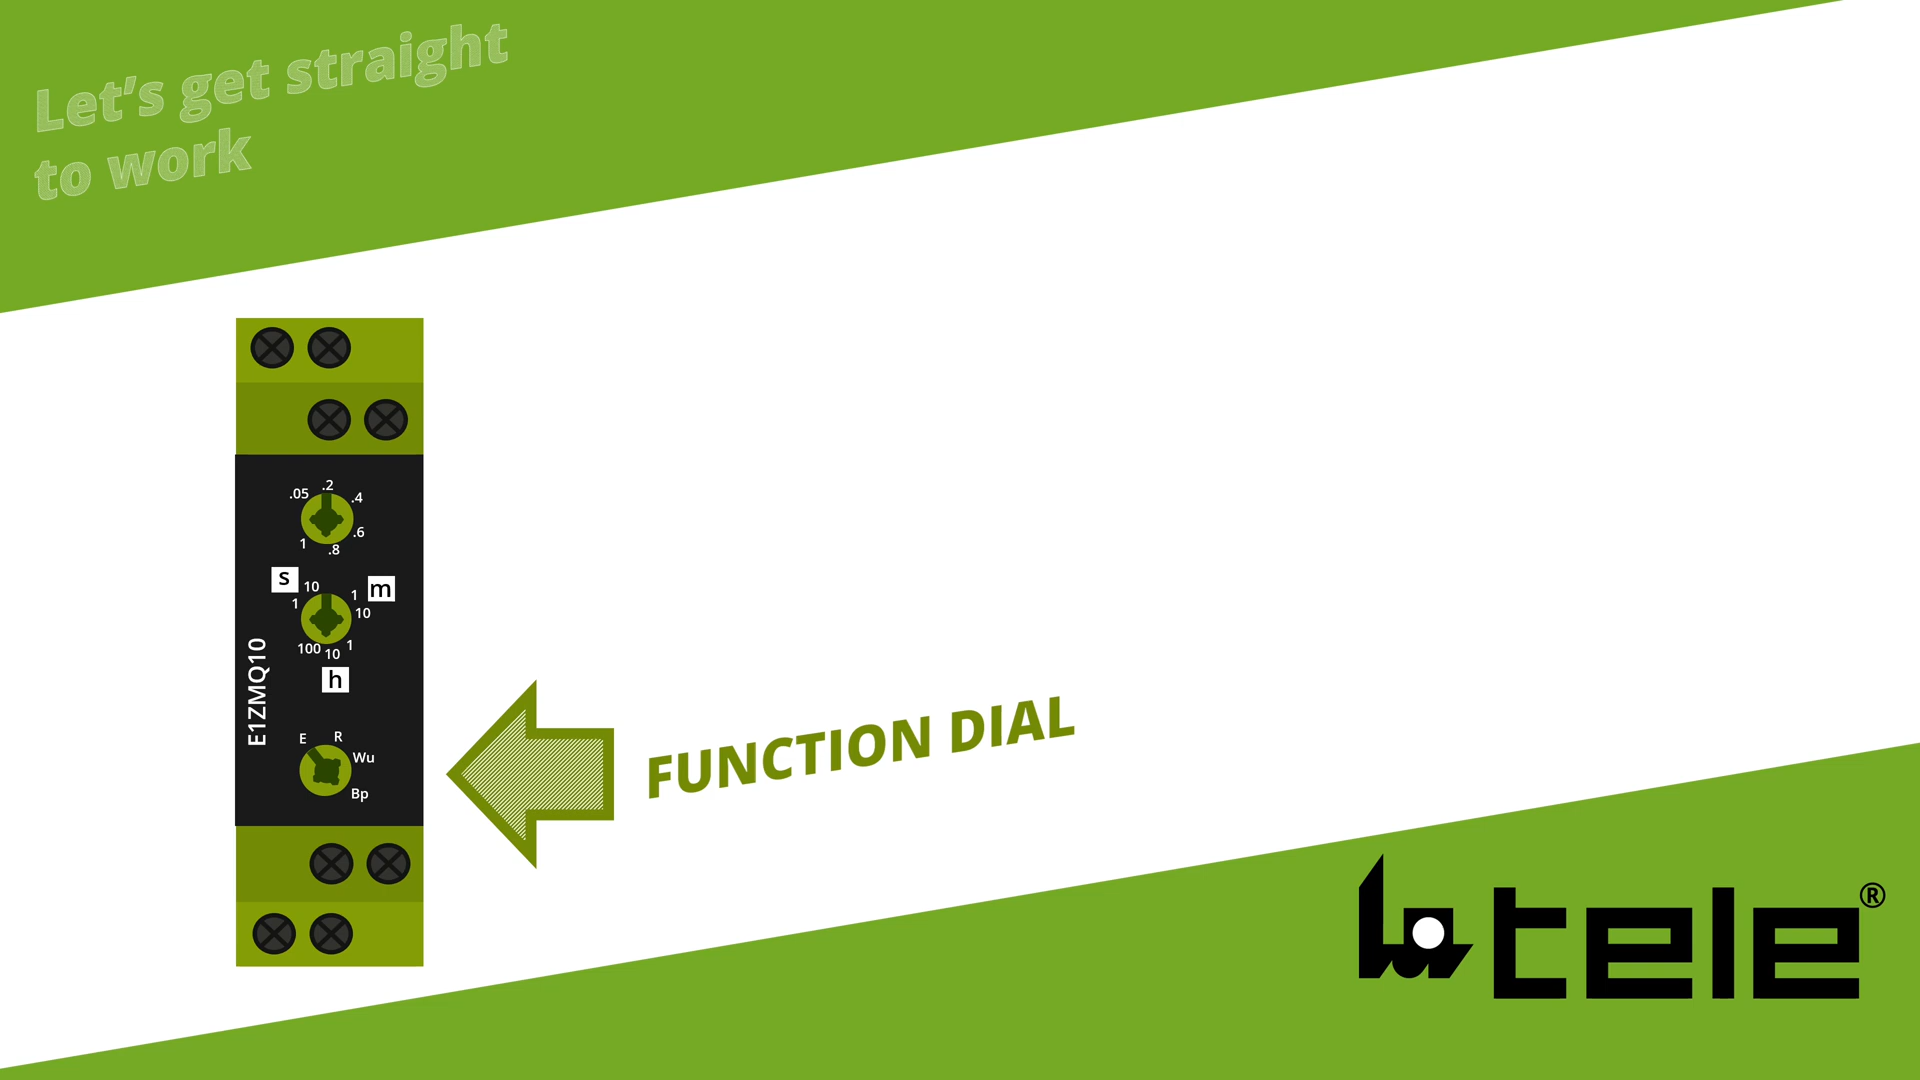 Let's get straight
to work
.05 .2 .4
.6
1 .8
s 10 1 m
1 10
100 10 1
h
E1ZMQ10
E R
Wu
Bp
FUNCTION DIAL
tele®